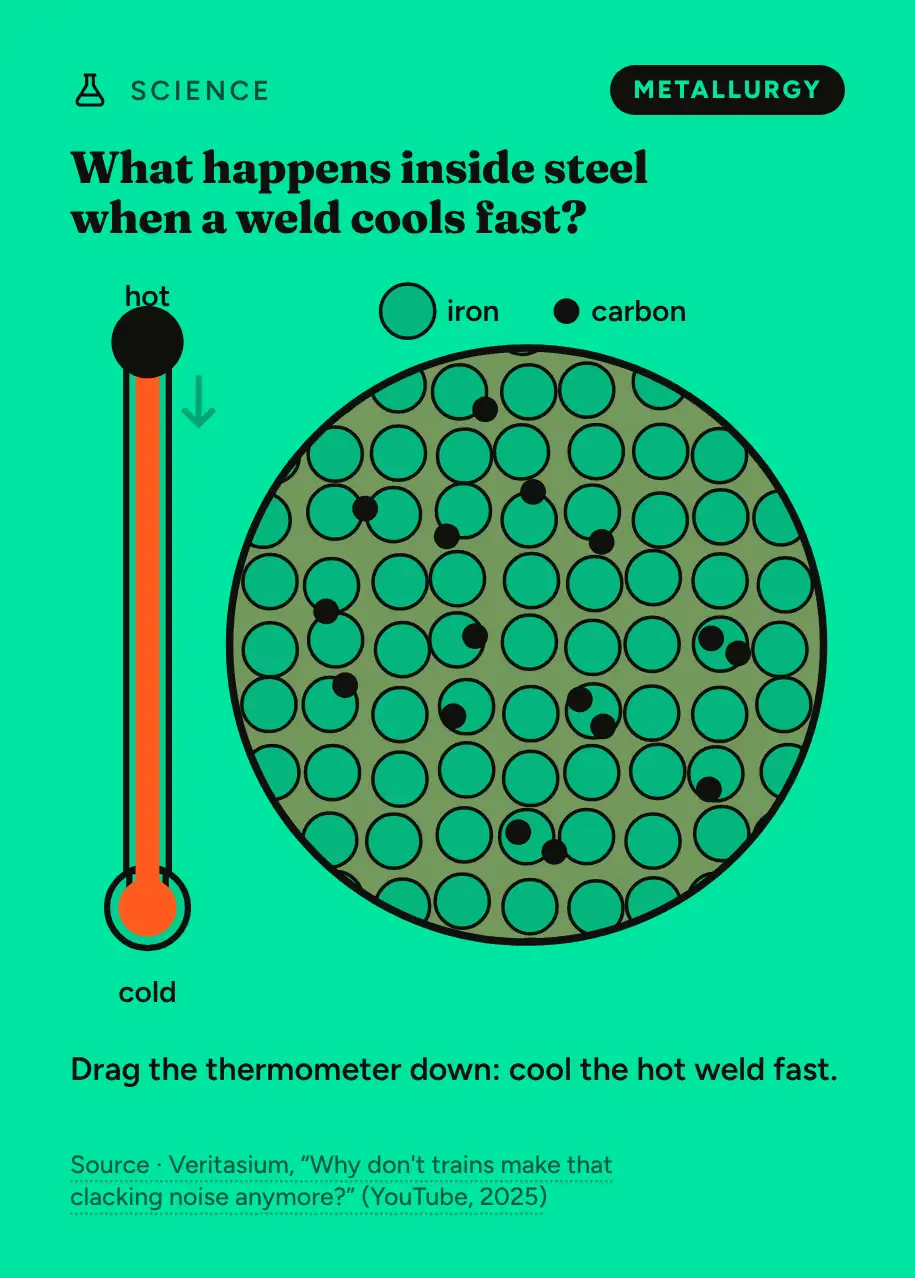 SCIENCE
METALLURGY
What happens inside steel
when a weld cools fast?
hot
iron
carbon
cold
Drag the thermometer down: cool the hot weld fast.
Source · Veritasium, “Why don't trains make that
clacking noise anymore?” (YouTube, 2025)